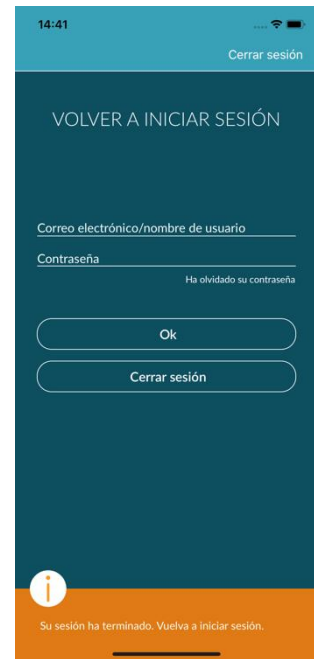 14:41
Cerrar sesión
VOLVER A INICIAR SESIÓN
Correo electrónico/nombre de usuario
Contraseña
Ha olvidado su contraseña
Ok
Cerrar sesión
i
Su sesión ha terminado. Vuelva a iniciar sesión.